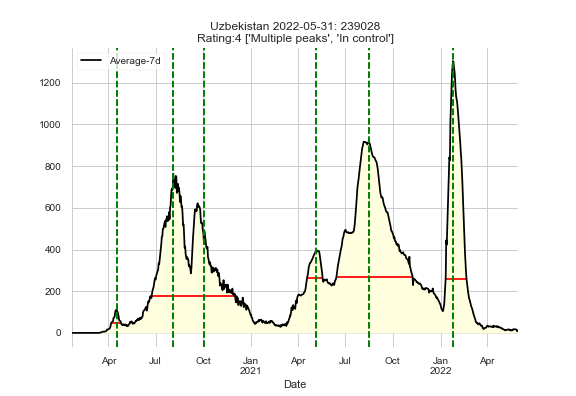 Uzbekistan 2022-05-31: 239028
Rating:4 ['Multiple peaks', 'In control']
Average-7d
1200
1000
800
600
400
200
0
Apr Jul Oct Jan Apr Jul Oct Jan Apr
2021 2022
Date